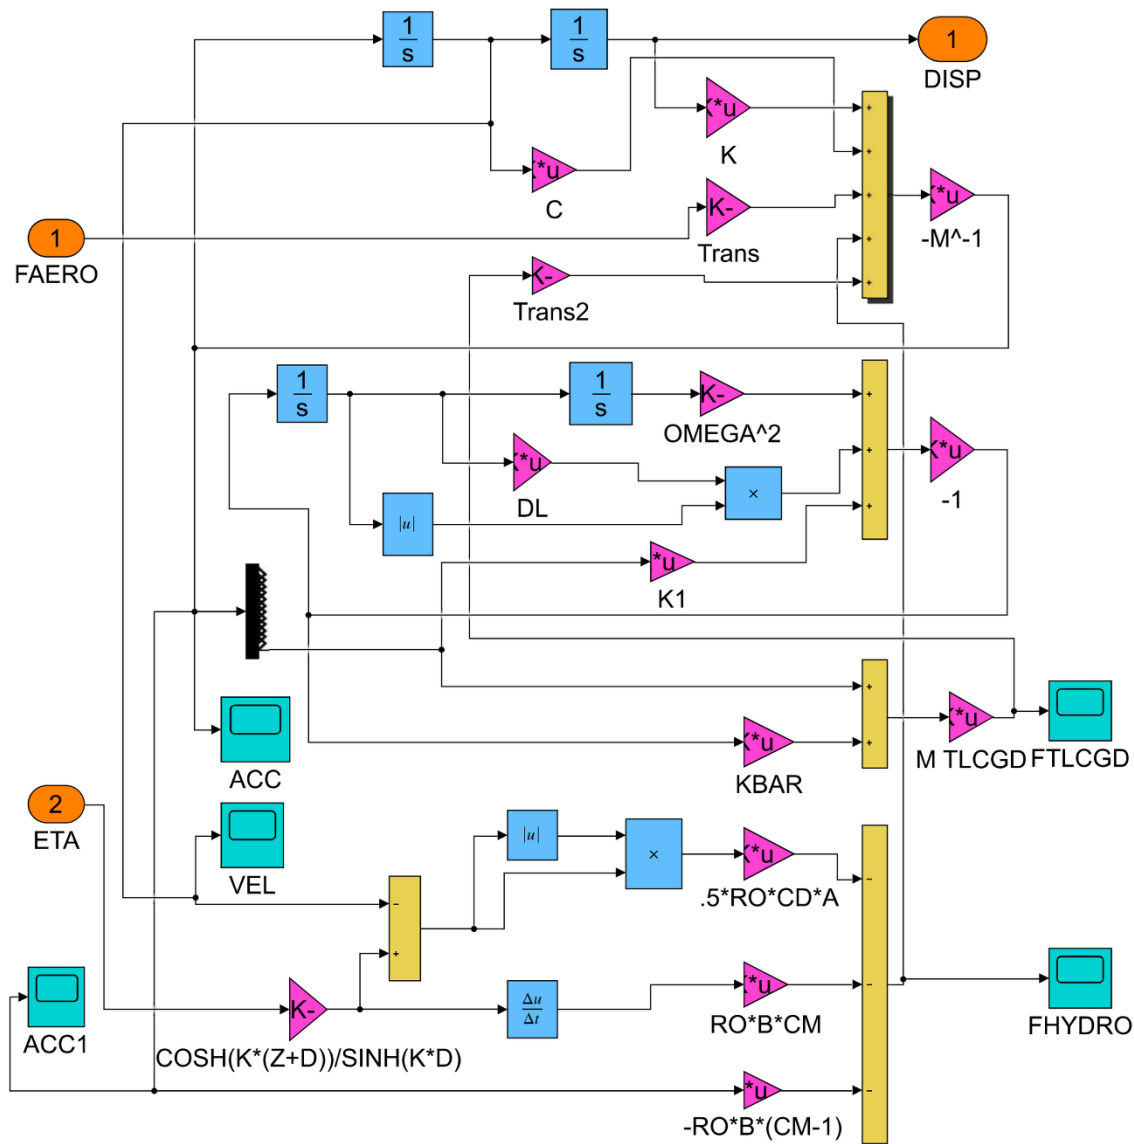 1
s
1
s
1
DISP
*u
K
+
+
*u
C
K-
Trans
+
*u
-M^-1
1
FAERO
+
K-
Trans2
+
1
s
1
s
K-
OMEGA^2
+
*u
DL
×
+
*u
-1
|u|
+
*u
K1
+
ACC
*u
KBAR
+
*u
M TLCGD
FTLCGD
2
ETA
VEL
|u|
×
*u
.5*RO*CD*A
-
-
+
K-
COSH(K*(Z+D))/SINH(K*D)
Δu
Δt
*u
RO*B*CM
-
ACC1
FHYDRO
*u
-RO*B*(CM-1)
-